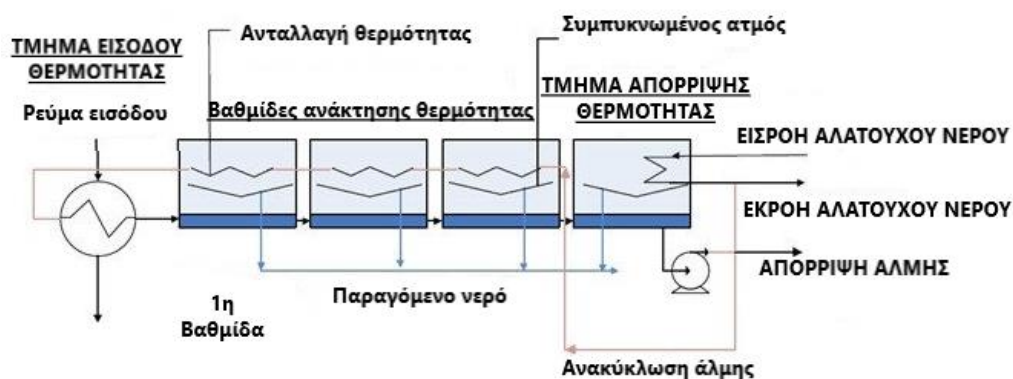 ΤΜΗΜΑ ΕΙΣΟΔΟΥ
ΘΕΡΜΟΤΗΤΑΣ
Ρεύμα εισόδου
Ανταλλαγή θερμότητας
Συμπυκνωμένος ατμός
Βαθμίδες ανάκτησης θερμότητας
ΤΜΗΜΑ ΑΠΟΡΡΙΨΗΣ
ΘΕΡΜΟΤΗΤΑΣ
ΕΙΣΡΟΗ ΑΛΑΤΟΥΧΟΥ ΝΕΡΟΥ
ΕΚΡΟΗ ΑΛΑΤΟΥΧΟΥ ΝΕΡΟΥ
ΑΠΟΡΡΙΨΗ ΑΛΜΗΣ
Παραγόμενο νερό
1η
Βαθμίδα
Ανακύκλωση άλμης